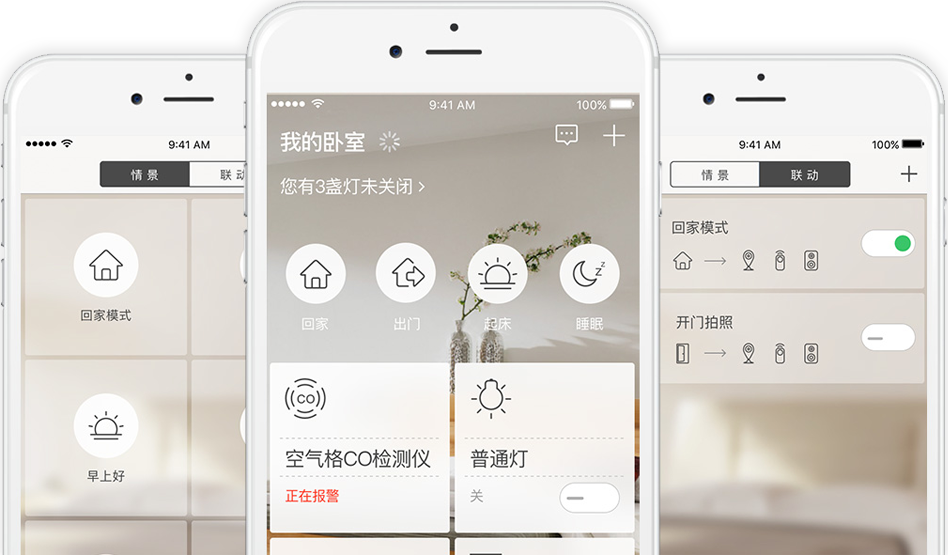 9:41 AM
情景
联动
回家模式
早上好
9:41 AM
100%
我的卧室
您有3盏灯未关闭 >
回家
出门
起床
睡眠
CO
空气格CO检测仪
正在报警
普通灯
关
9:41 AM
100%
情景
联动
回家模式
开门拍照